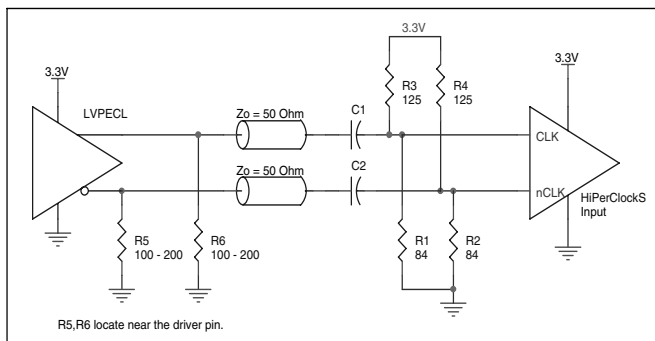 3.3V
3.3V
3.3V
R3
125
R4
125
LVPECL
Zo = 50 Ohm
C1
CLK
Zo = 50 Ohm
C2
nCLK
HiPerClockS
Input
R5
100 - 200
R6
100 - 200
R1
84
R2
84
R5,R6 locate near the driver pin.